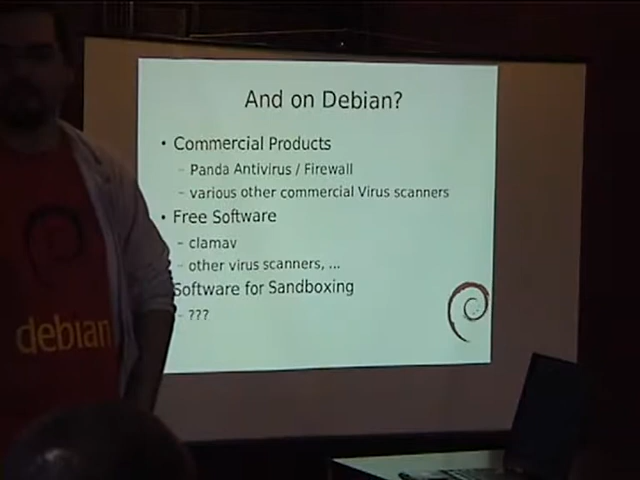 And on Debian?
• Commercial Products
– Panda Antivirus / Firewall
– various other commercial Virus scanners
• Free Software
– clamav
– other virus scanners, ...
Software for Sandboxing
– ???
debian